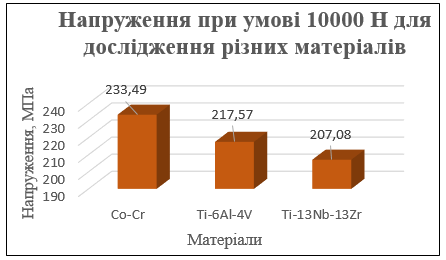 Напруження при умові 10000 Н для
дослідження різних матеріалів
233,49
217,57
207,08
Напруження, МПа
240
230
220
210
200
190
Co-Cr
Ti-6Al-4V
Ti-13Nb-13Zr
Матеріали